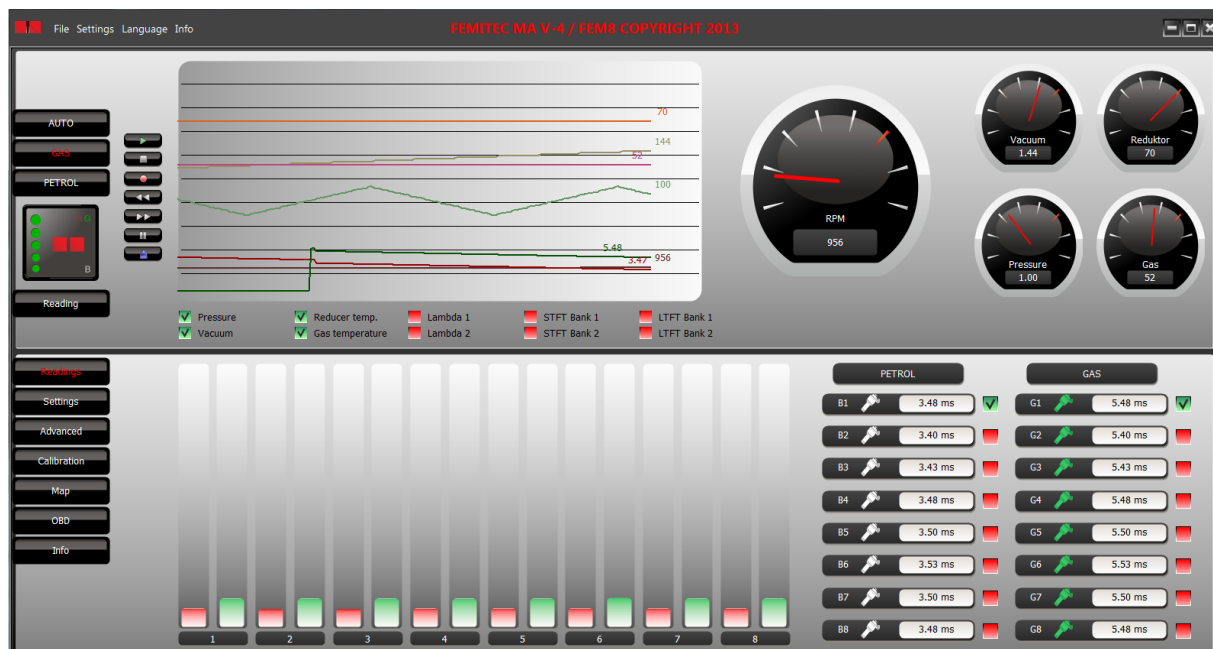 File Settings Language Info
FEMITEC MA V-4 / FEM8 COPYRIGHT 2013
AUTO
GAS
PETROL
G
B
Reading
70
144
52
100
5.48
3.47 956
Pressure Reducer temp. Lambda 1 STFT Bank 1 LTFT Bank 1
Vacuum Gas temperature Lambda 2 STFT Bank 2 LTFT Bank 2
RPM
956
Vacuum
1.44
Reduktor
70
Pressure
1.00
Gas
52
Readings
Settings
Advanced
Calibration
Map
OBD
Info
1 2 3 4 5 6 7 8
PETROL GAS
B1 3.48 ms G1 5.48 ms
B2 3.40 ms G2 5.40 ms
B3 3.43 ms G3 5.43 ms
B4 3.48 ms G4 5.48 ms
B5 3.50 ms G5 5.50 ms
B6 3.53 ms G6 5.53 ms
B7 3.50 ms G7 5.50 ms
B8 3.48 ms G8 5.48 ms